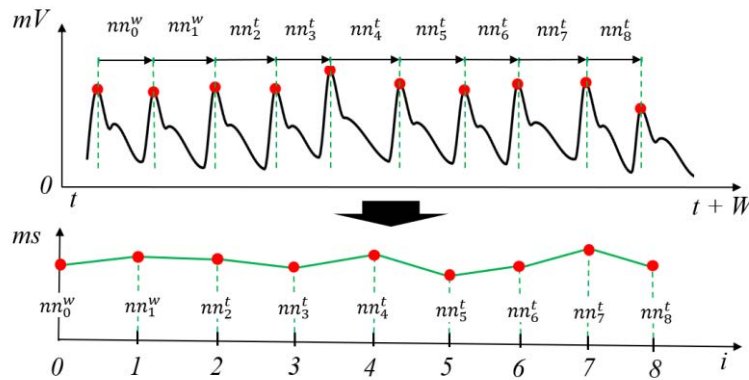 mV
nn_0^w nn_1^w nn_2^t nn_3^t nn_4^t nn_5^t nn_6^t nn_7^t nn_8^t
0
t t + W
ms
nn_0^w nn_1^w nn_2^t nn_3^t nn_4^t nn_5^t nn_6^t nn_7^t nn_8^t
0 1 2 3 4 5 6 7 8 i